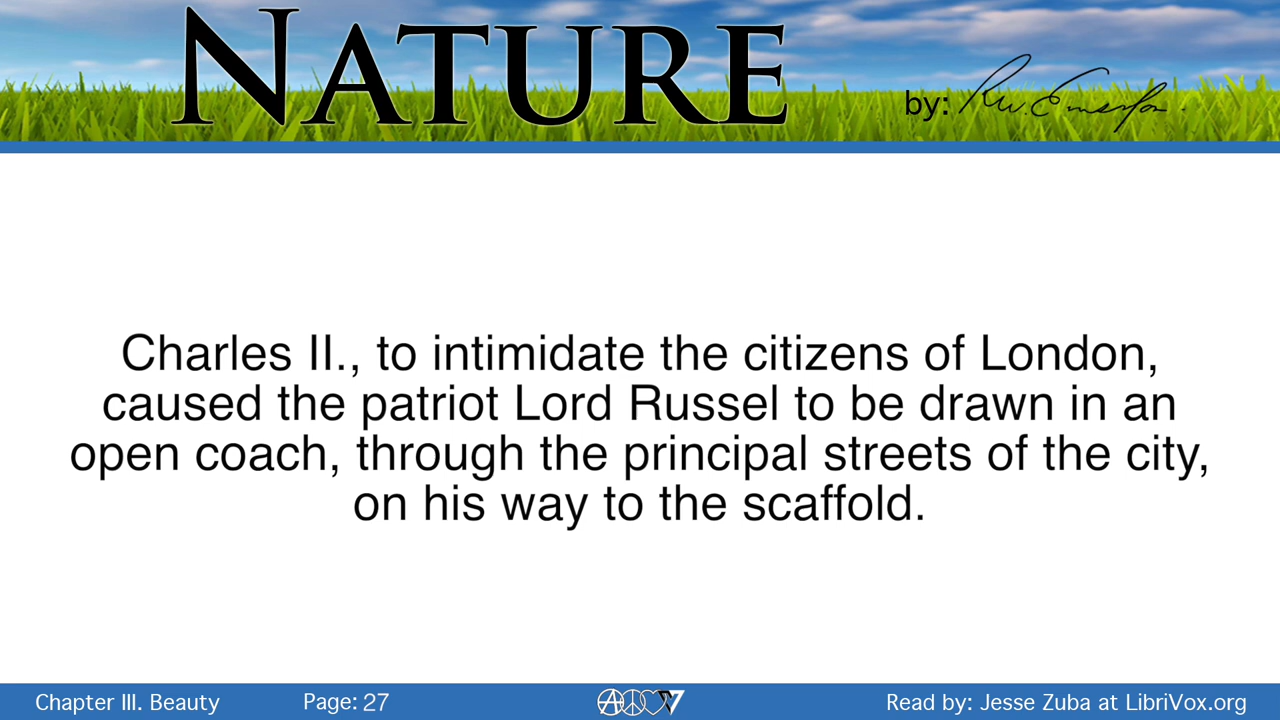 NATURE
by: R.W. Emerson.
Charles II., to intimidate the citizens of London,
caused the patriot Lord Russel to be drawn in an
open coach, through the principal streets of the city,
on his way to the scaffold.
Chapter III. Beauty Page: 27 Read by: Jesse Zuba at LibriVox.org